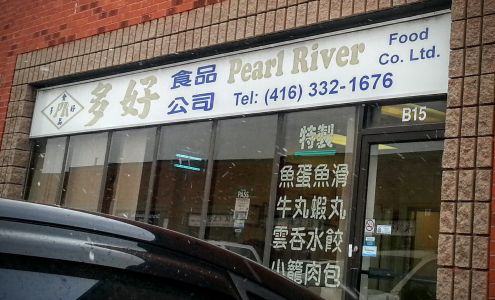 多好
食品
公司
Pearl River
Food
Co. Ltd.
Tel: (416) 332-1676
B15
特製
魚蛋魚滑
牛丸蝦丸
雲吞水餃
小籠肉包